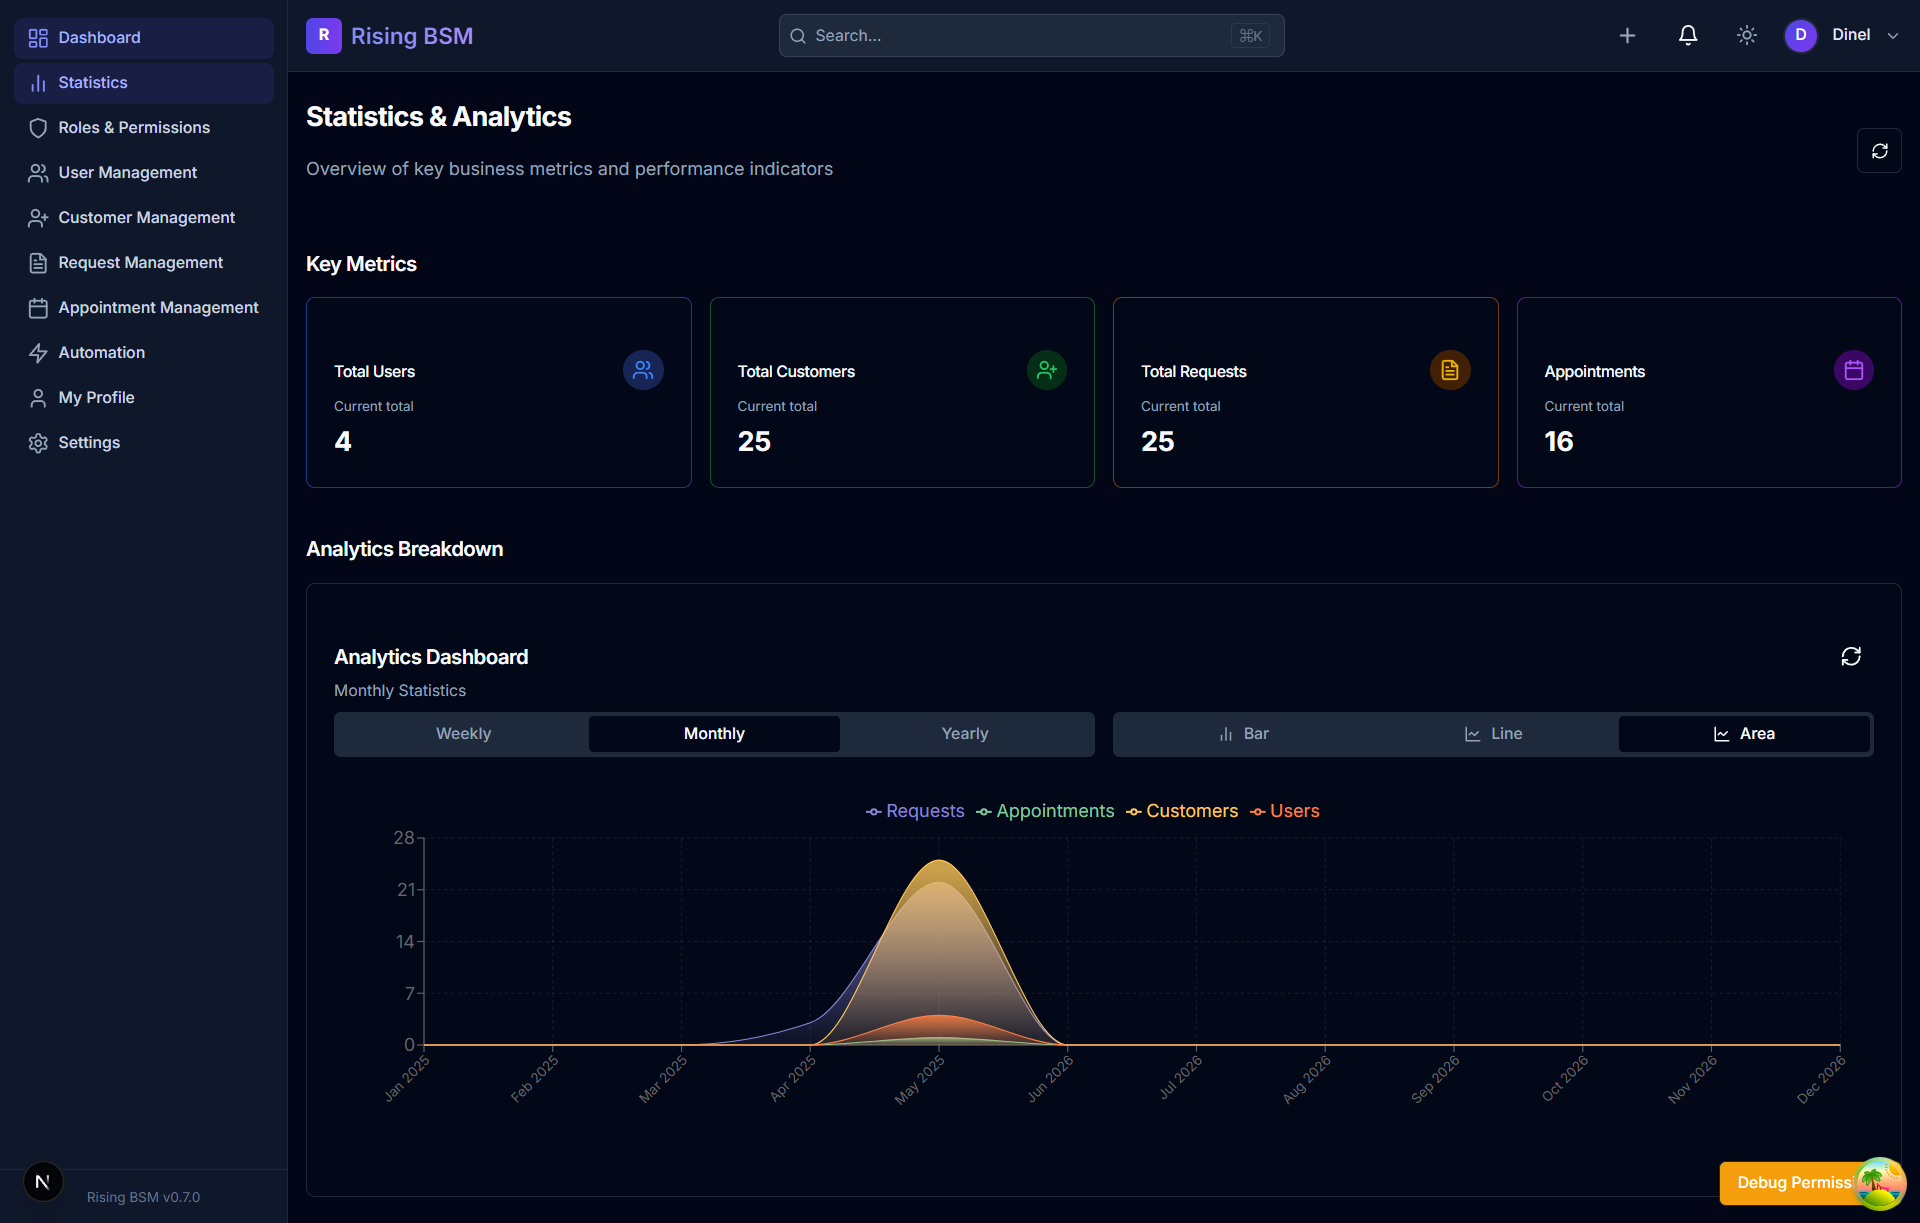 Dashboard
Statistics
Roles & Permissions
User Management
Customer Management
Request Management
Appointment Management
Automation
My Profile
Settings
N
Rising BSM v0.7.0
R Rising BSM
Search... ⌘K
D Dinel
Statistics & Analytics
Overview of key business metrics and performance indicators
Key Metrics
Total Users
Current total
4
Total Customers
Current total
25
Total Requests
Current total
25
Appointments
Current total
16
Analytics Breakdown
Analytics Dashboard
Monthly Statistics
Weekly Monthly Yearly
Bar Line Area
Requests Appointments Customers Users
28
21
14
7
0
Jan 2025 Feb 2025 Mar 2025 Apr 2025 May 2025 Jun 2026 Jul 2026 Aug 2026 Sep 2026 Oct 2026 Nov 2026 Dec 2026
Debug Permiss